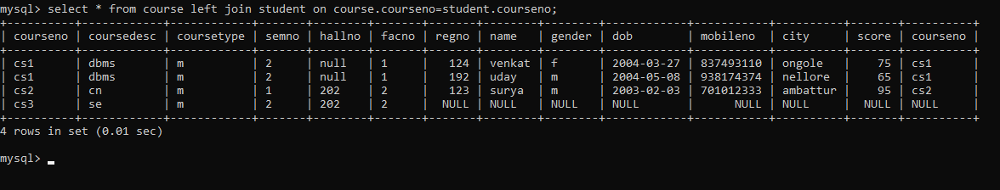 mysql> select * from course left join student on course.courseno=student.courseno;
+----------+------------+------------+-------+--------+-------+-------+--------+--------+------------+-----------+----------+-------+----------+
| courseno | coursedesc | coursetype | semno | hallno | facno | regno | name   | gender | dob        | mobileno  | city     | score | courseno |
+----------+------------+------------+-------+--------+-------+-------+--------+--------+------------+-----------+----------+-------+----------+
| cs1      | dbms       | m          | 2     | null   | 1     |   124 | venkat | f      | 2004-03-27 | 837493110 | ongole   |    75 | cs1      |
| cs1      | dbms       | m          | 2     | null   | 1     |   192 | uday   | m      | 2004-05-08 | 938174374 | nellore  |    65 | cs1      |
| cs2      | cn         | m          | 1     | 202    | 2     |   123 | surya  | m      | 2003-02-03 | 701012333 | ambattur |    95 | cs2      |
| cs3      | se         | m          | 2     | 202    | 2     |  NULL | NULL   | NULL   | NULL       |      NULL | NULL     |  NULL | NULL     |
+----------+------------+------------+-------+--------+-------+-------+--------+--------+------------+-----------+----------+-------+----------+
4 rows in set (0.01 sec)
mysql>